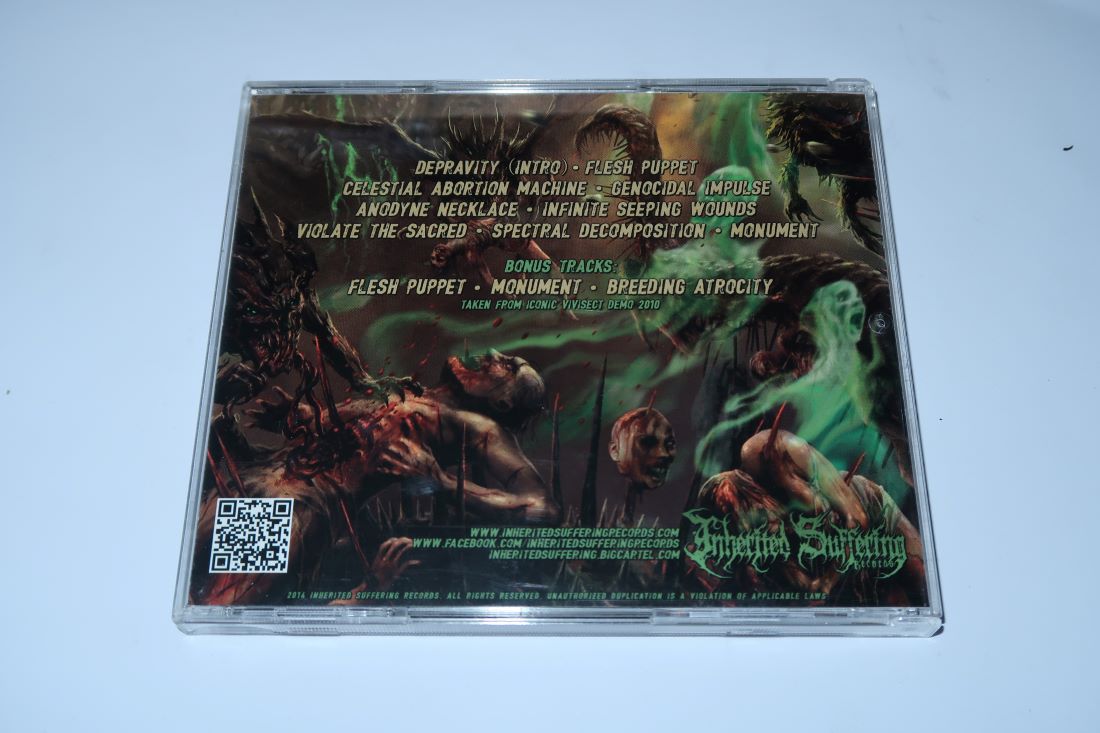 DEPRAVITY (INTRO) • FLESH PUPPET
CELESTIAL ABORTION MACHINE • GENOCIDAL IMPULSE
ANODYNE NECKLACE • INFINITE SEEPING WOUNDS
VIOLATE THE SACRED • SPECTRAL DECOMPOSITION • MONUMENT
BONUS TRACKS:
FLESH PUPPET • MONUMENT • BREEDING ATROCITY
TAKEN FROM ICONIC VIVISECT DEMO 2010
WWW.INHERITEDSUFFERINGRECORDS.COM
WWW.FACEBOOK.COM/INHERITEDSUFFERINGRECORDS
INHERITEDSUFFERING.BIGCARTEL.COM
Inherited Suffering
Records
2014 INHERITED SUFFERING RECORDS. ALL RIGHTS RESERVED. UNAUTHORIZED DUPLICATION IS A VIOLATION OF APPLICABLE LAWS